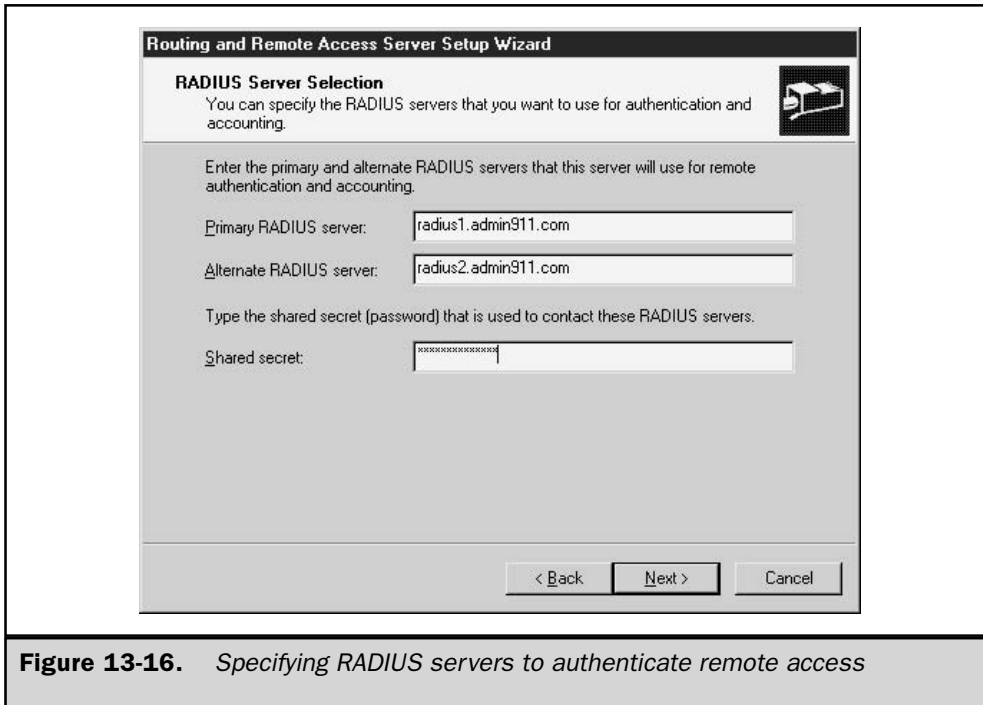 Routing and Remote Access Server Setup Wizard
RADIUS Server Selection
You can specify the RADIUS servers that you want to use for authentication and
accounting.
Enter the primary and alternate RADIUS servers that this server will use for remote
authentication and accounting.
Primary RADIUS server: radius1.admin911.com
Alternate RADIUS server: radius2.admin911.com
Type the shared secret (password) that is used to contact these RADIUS servers.
Shared secret: xxxxxxxxxxxxxx
< Back Next > Cancel
Figure 13-16. Specifying RADIUS servers to authenticate remote access